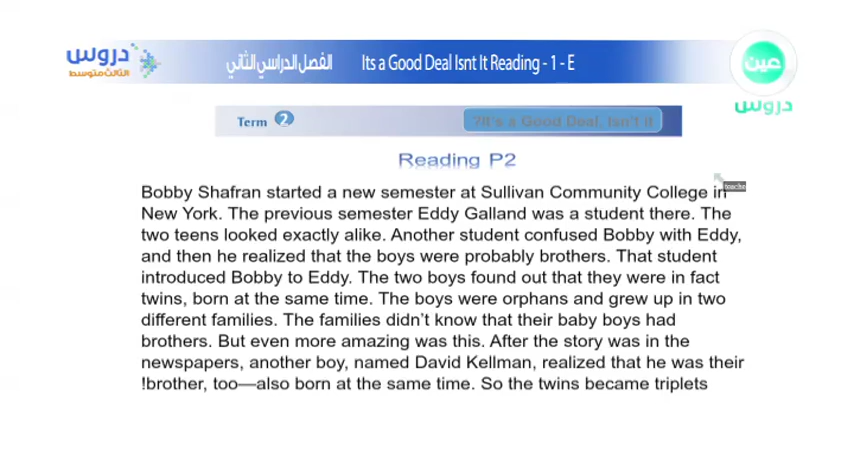 دروس
الثالث متوسط
الفصل الدراسي الثاني
Its a Good Deal Isnt It Reading - 1 - E
عين
دروس
Term 2
?It's a Good Deal, Isn't it
Reading P2
teache
Bobby Shafran started a new semester at Sullivan Community College in
New York. The previous semester Eddy Galland was a student there. The
two teens looked exactly alike. Another student confused Bobby with Eddy,
and then he realized that the boys were probably brothers. That student
introduced Bobby to Eddy. The two boys found out that they were in fact
twins, born at the same time. The boys were orphans and grew up in two
different families. The families didn't know that their baby boys had
brothers. But even more amazing was this. After the story was in the
newspapers, another boy, named David Kellman, realized that he was their
!brother, too—also born at the same time. So the twins became triplets